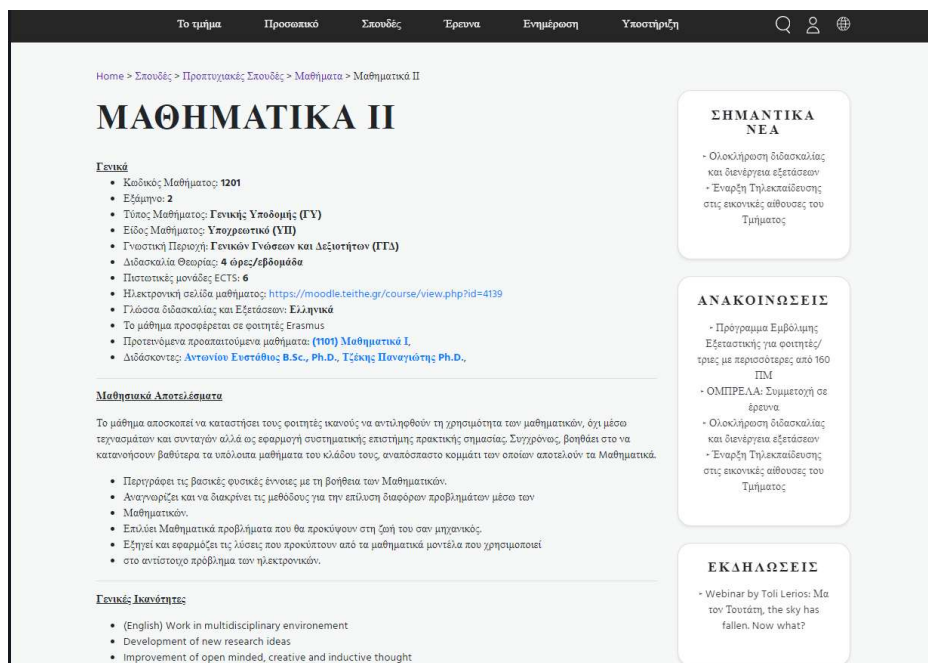 Το τμήμα Προσωπικό Σπουδές Έρευνα Ενημέρωση Υποστήριξη
Home > Σπουδές > Προπτυχιακές Σπουδές > Μαθήματα > Μαθηματικά II
ΜΑΘΗΜΑΤΙΚΑ II
Γενικά
• Κωδικός Μαθήματος: 1201
• Εξάμηνο: 2
• Τύπος Μαθήματος: Γενικής Υποδομής (ΓΥ)
• Είδος Μαθήματος: Υποχρεωτικό (ΥΠ)
• Γνωστική Περιοχή: Γενικών Γνώσεων και Δεξιοτήτων (ΓΓΔ)
• Διδασκαλία Θεωρίας: 4 ώρες/εβδομάδα
• Πιστωτικές μονάδες ECTS: 6
• Ηλεκτρονική σελίδα μαθήματος: https://moodle.teithe.gr/course/view.php?id=4139
• Γλώσσα διδασκαλίας και Εξετάσεων: Ελληνικά
• Το μάθημα προσφέρεται σε φοιτητές Erasmus
• Προτεινόμενα προαπαιτούμενα μαθήματα: (1101) Μαθηματικά I,
• Διδάσκοντες: Αντωνίου Ευστάθιος B.Sc., Ph.D., Τζέκης Παναγιώτης Ph.D.,
Μαθησιακά Αποτελέσματα
Το μάθημα αποσκοπεί να καταστήσει τους φοιτητές ικανούς να αντιληφθούν τη χρησιμότητα των μαθηματικών, όχι μέσω
τεχνασμάτων και συνταγών αλλά ως εφαρμογή συστηματικής επιστήμης πρακτικής σημασίας. Συγχρόνως, βοηθάει στο να
κατανοήσουν βαθύτερα τα υπόλοιπα μαθήματα του κλάδου τους, αναπόσπαστο κομμάτι των οποίων αποτελούν τα Μαθηματικά.
• Περιγράφει τις βασικές φυσικές έννοιες με τη βοήθεια των Μαθηματικών.
• Αναγνωρίζει και να διακρίνει τις μεθόδους για την επίλυση διαφόρων προβλημάτων μέσω των
• Μαθηματικών.
• Επιλύει Μαθηματικά προβλήματα που θα προκύψουν στη ζωή του σαν μηχανικός.
• Εξηγεί και εφαρμόζει τις λύσεις που προκύπτουν από τα μαθηματικά μοντέλα που χρησιμοποιεί
• στο αντίστοιχο πρόβλημα των ηλεκτρονικών.
Γενικές Ικανότητες
• (English) Work in multidisciplinary environement
• Development of new research ideas
• Improvement of open minded, creative and inductive thought
ΣΗΜΑΝΤΙΚΑ
ΝΕΑ
- Ολοκλήρωση διδασκαλίας
και διενέργεια εξετάσεων
- Έναρξη Τηλεκπαίδευσης
στις εικονικές αίθουσες του
Τμήματος
ΑΝΑΚΟΙΝΩΣΕΙΣ
- Πρόγραμμα Εμβόλιμης
Εξεταστικής για φοιτητές/
τριες με περισσότερες από 160
ΠΜ
- ΟΜΠΡΕΛΑ: Συμμετοχή σε
έρευνα
- Ολοκλήρωση διδασκαλίας
και διενέργεια εξετάσεων
- Έναρξη Τηλεκπαίδευσης
στις εικονικές αίθουσες του
Τμήματος
ΕΚΔΗΛΩΣΕΙΣ
- Webinar by Toli Lerios: Μα
τον Τουτάτη, the sky has
fallen. Now what?